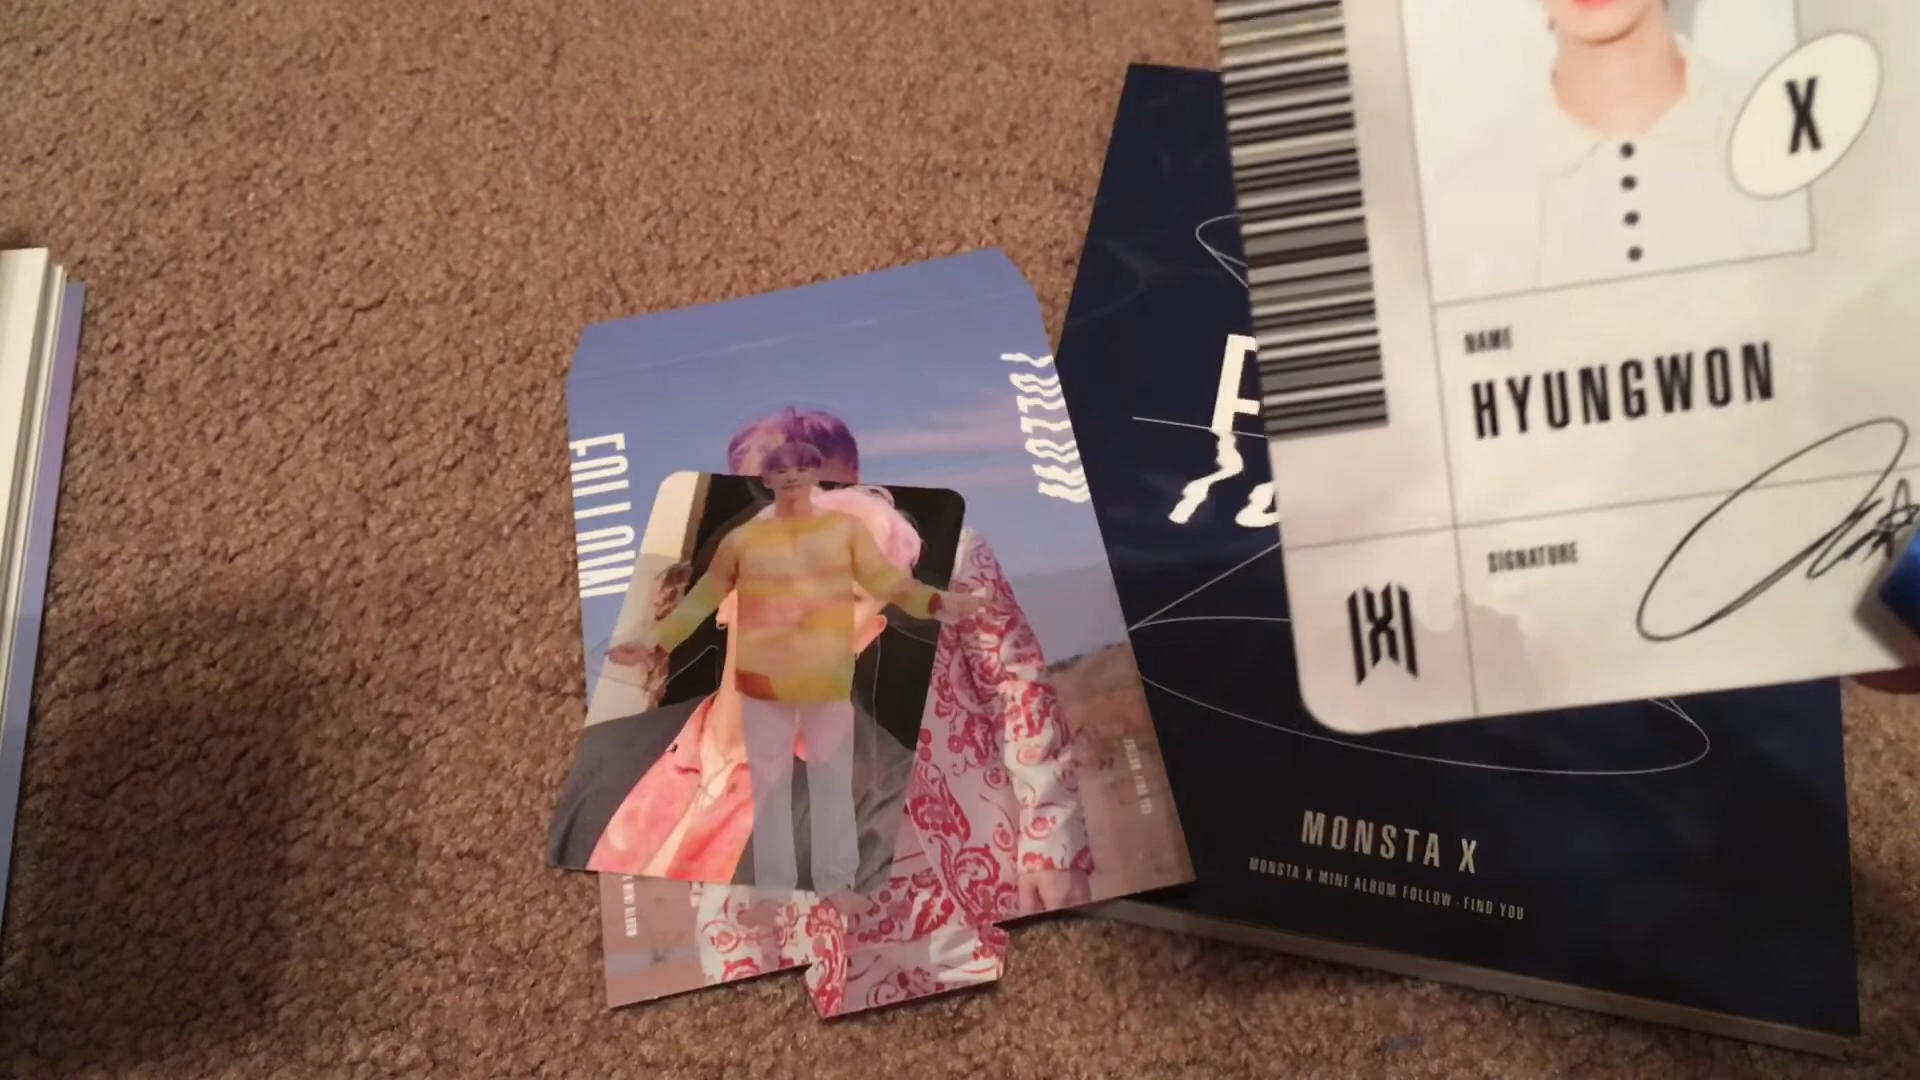 X
NAME
HYUNGWON
SIGNATURE
FOLLOW
FOLLOW
MONSTA X
MONSTA X MINI ALBUM FOLLOW - FIND YOU